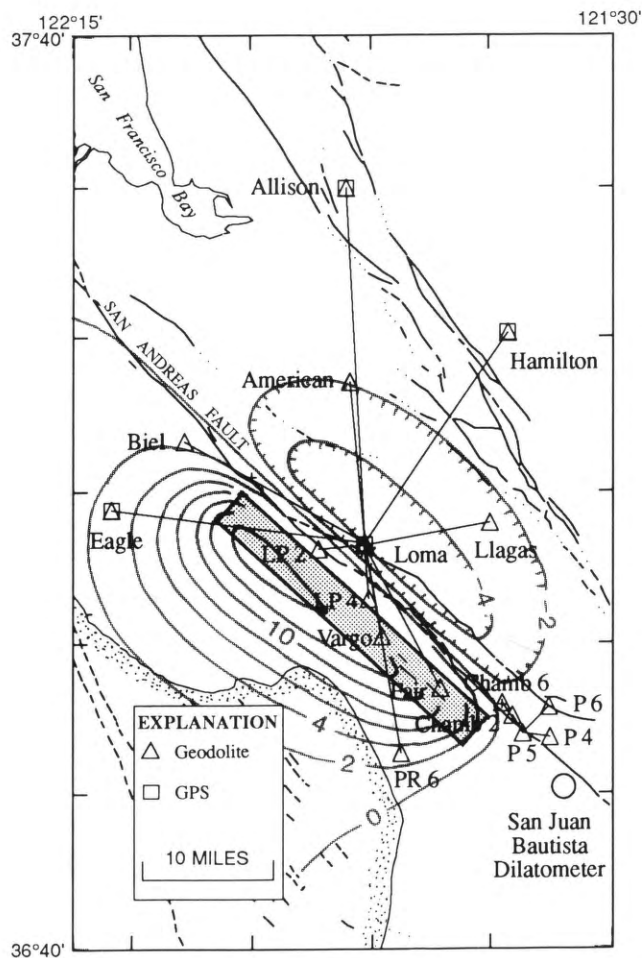 122°15'
121°30'
37°40'
San
Francisco
Bay
Allison
Hamilton
SAN ANDREAS FAULT
American
Biel
Eagle
LP 2
Loma
Llagas
LP 4
Vargo
-4
-2
10
Fair
Chamb 6
P 6
P 5
P 4
PR 6
4
2
0
EXPLANATION
Geodolite
GPS
10 MILES
San Juan
Bautista
Dilatometer
36°40'